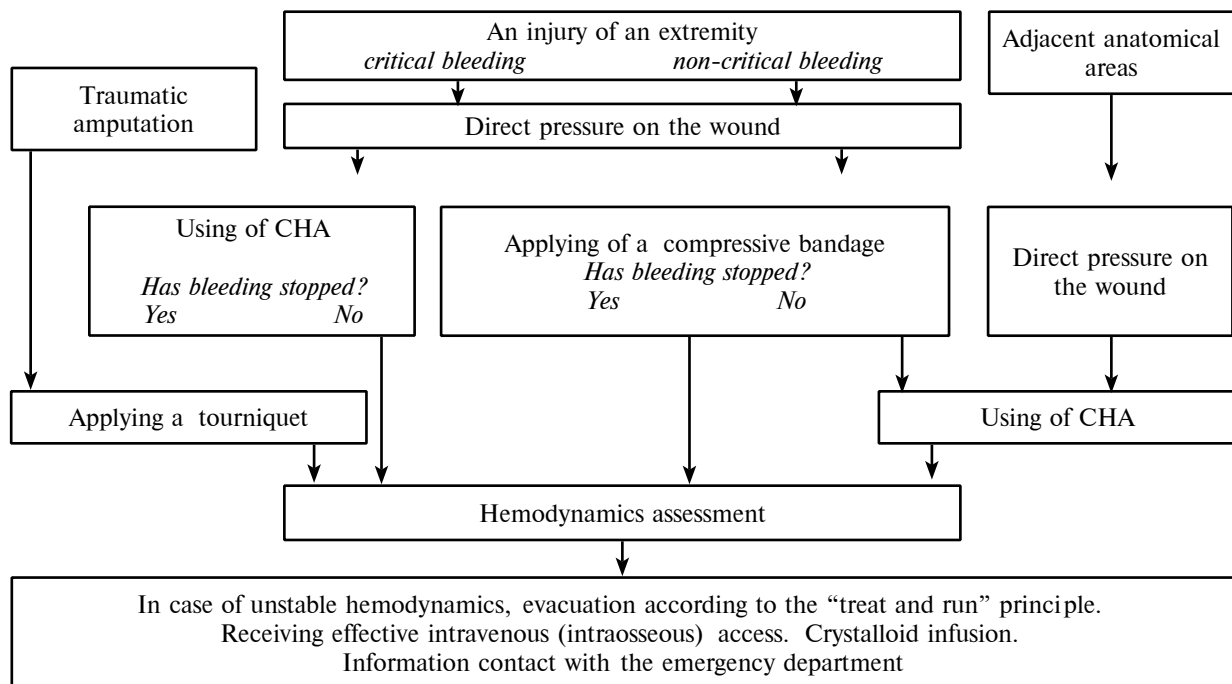 An injury of an extremity
critical bleeding non-critical bleeding
Adjacent anatomical
areas
Traumatic
amputation
Direct pressure on the wound
Using of CHA
Has bleeding stopped?
Yes No
Applying of a compressive bandage
Has bleeding stopped?
Yes No
Direct pressure on
the wound
Applying a tourniquet
Using of CHA
Hemodynamics assessment
In case of unstable hemodynamics, evacuation according to the “treat and run” principle.
Receiving effective intravenous (intraosseous) access. Crystalloid infusion.
Information contact with the emergency department